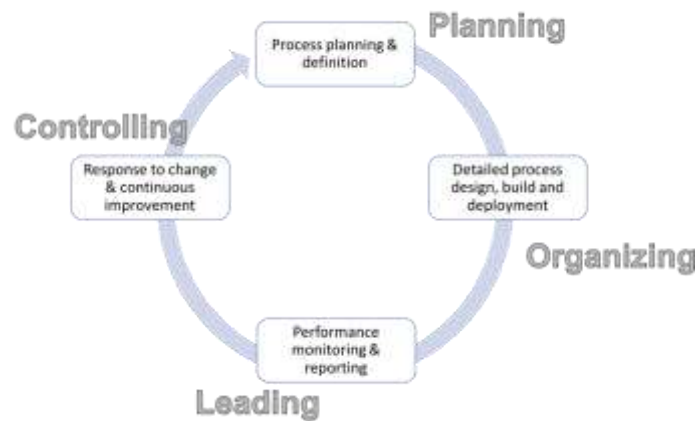 Planning
Process planning &
definition
Controlling
Response to change
& continuous
improvement
Detailed process
design, build and
deployment
Organizing
Performance
monitoring &
reporting
Leading